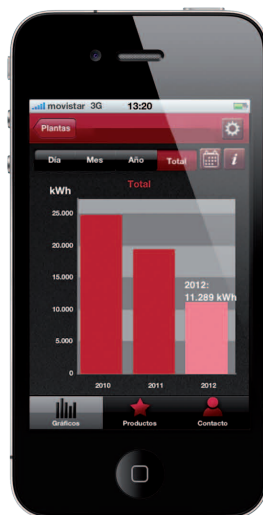 movistar 3G 13:20
Plantas
Día Mes Año Total i
kWh Total
25.000
20.000
15.000
2012:
11.289 kWh
10.000
5.000
0
2010 2011 2012
Gráficos Productos Contacto